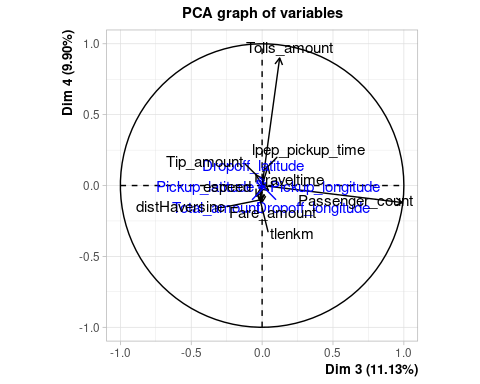 PCA graph of variables
Tolls_amount
lpep_pickup_time
Tip_amount
Dropoff_latitude
Traveltime
Pickup_latitude
espeed
Pickup_longitude
Passenger_count
distHaversine
Total_amount
Dropoff_longitude
Fare_amount
tlenkm
1.0
0.5
0.0
-0.5
-1.0
Dim 4 (9.90%)
-1.0
-0.5
0.0
0.5
1.0
Dim 3 (11.13%)